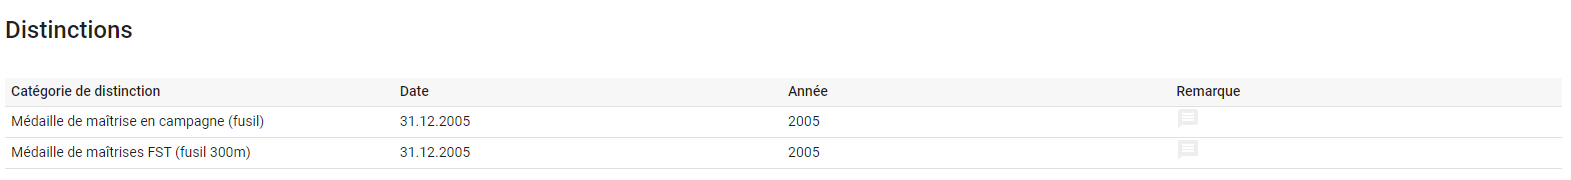 Distinctions
Catégorie de distinction Date Année Remarque
Médaille de maîtrise en campagne (fusil) 31.12.2005 2005
Médaille de maîtrises FST (fusil 300m) 31.12.2005 2005